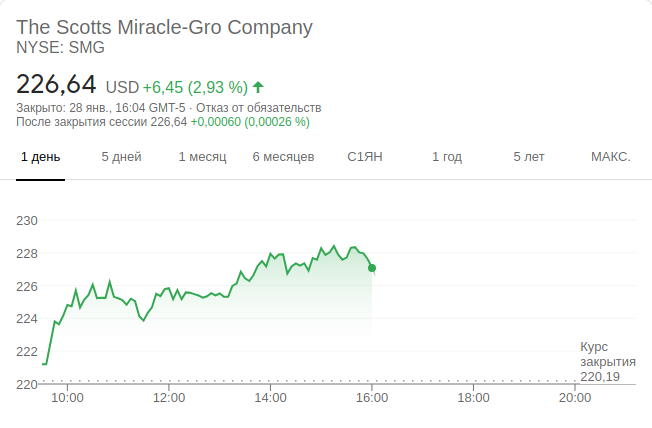 The Scotts Miracle-Gro Company
NYSE: SMG
226,64 USD +6,45 (2,93 %)
Закрыто: 28 янв., 16:04 GMT-5 · Отказ от обязательств
После закрытия сессии 226,64 +0,00060 (0,00026 %)
1 день 5 дней 1 месяц 6 месяцев С1ЯН 1 год 5 лет МАКС.
230
228
226
224
222
220
Курс
закрытия
220,19
10:00 12:00 14:00 16:00 18:00 20:00